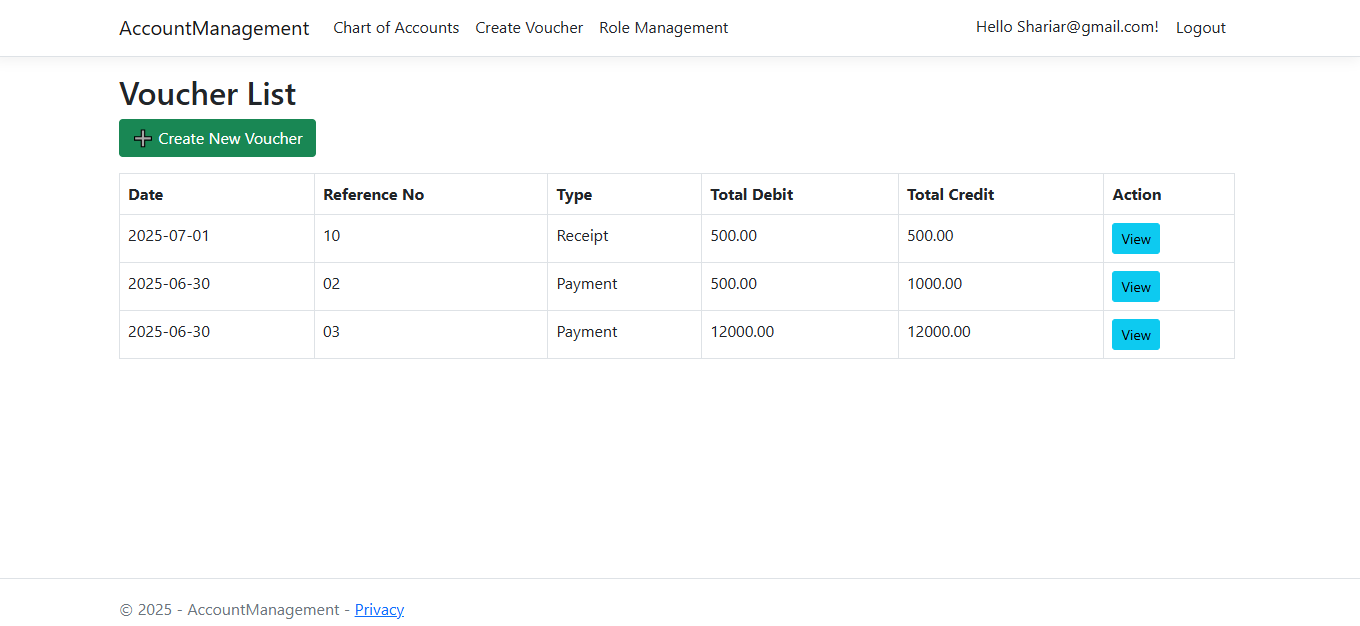 AccountManagement Chart of Accounts Create Voucher Role Management Hello Shariar@gmail.com! Logout
Voucher List
➕ Create New Voucher
Date Reference No Type Total Debit Total Credit Action
2025-07-01 10 Receipt 500.00 500.00 View
2025-06-30 02 Payment 500.00 1000.00 View
2025-06-30 03 Payment 12000.00 12000.00 View
© 2025 - AccountManagement - Privacy